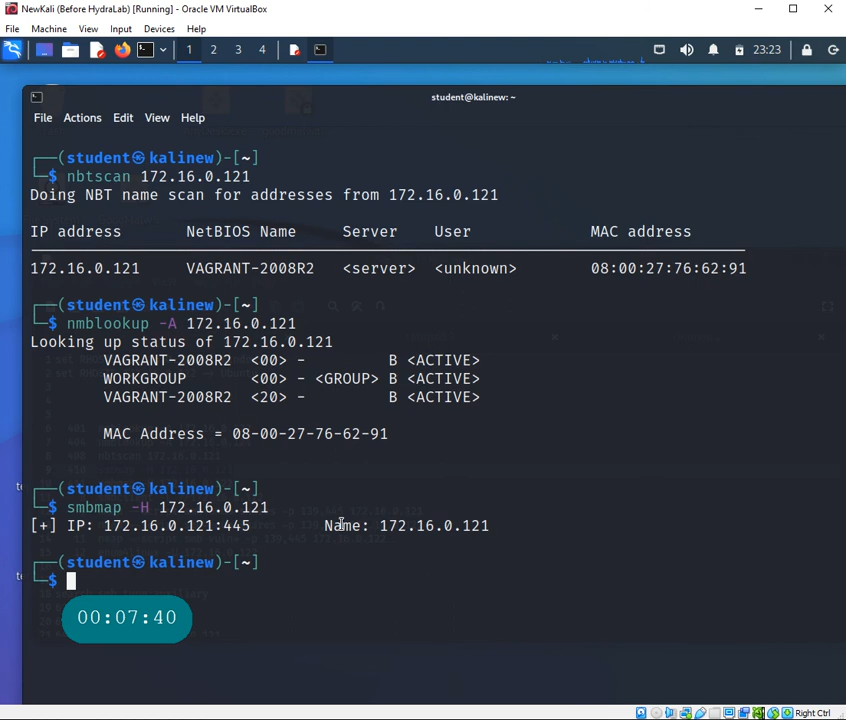 NewKali (Before HydraLab) [Running] - Oracle VM VirtualBox
File Machine View Input Devices Help
1 2 3 4 23:23
student@kalinew: ~
File Actions Edit View Help
┌──(student㉿kalinew)-[~]
└─$ nbtscan 172.16.0.121
Doing NBT name scan for addresses from 172.16.0.121
IP address NetBIOS Name Server User MAC address
172.16.0.121 VAGRANT-2008R2 <server> <unknown> 08:00:27:76:62:91
┌──(student㉿kalinew)-[~]
└─$ nmblookup -A 172.16.0.121
Looking up status of 172.16.0.121
VAGRANT-2008R2 <00> - B <ACTIVE>
WORKGROUP <00> - <GROUP> B <ACTIVE>
VAGRANT-2008R2 <20> - B <ACTIVE>
MAC Address = 08-00-27-76-62-91
┌──(student㉿kalinew)-[~]
└─$ smbmap -H 172.16.0.121
[+] IP: 172.16.0.121:445 Name: 172.16.0.121
┌──(student㉿kalinew)-[~]
└─$
00:07:40
Right Ctrl